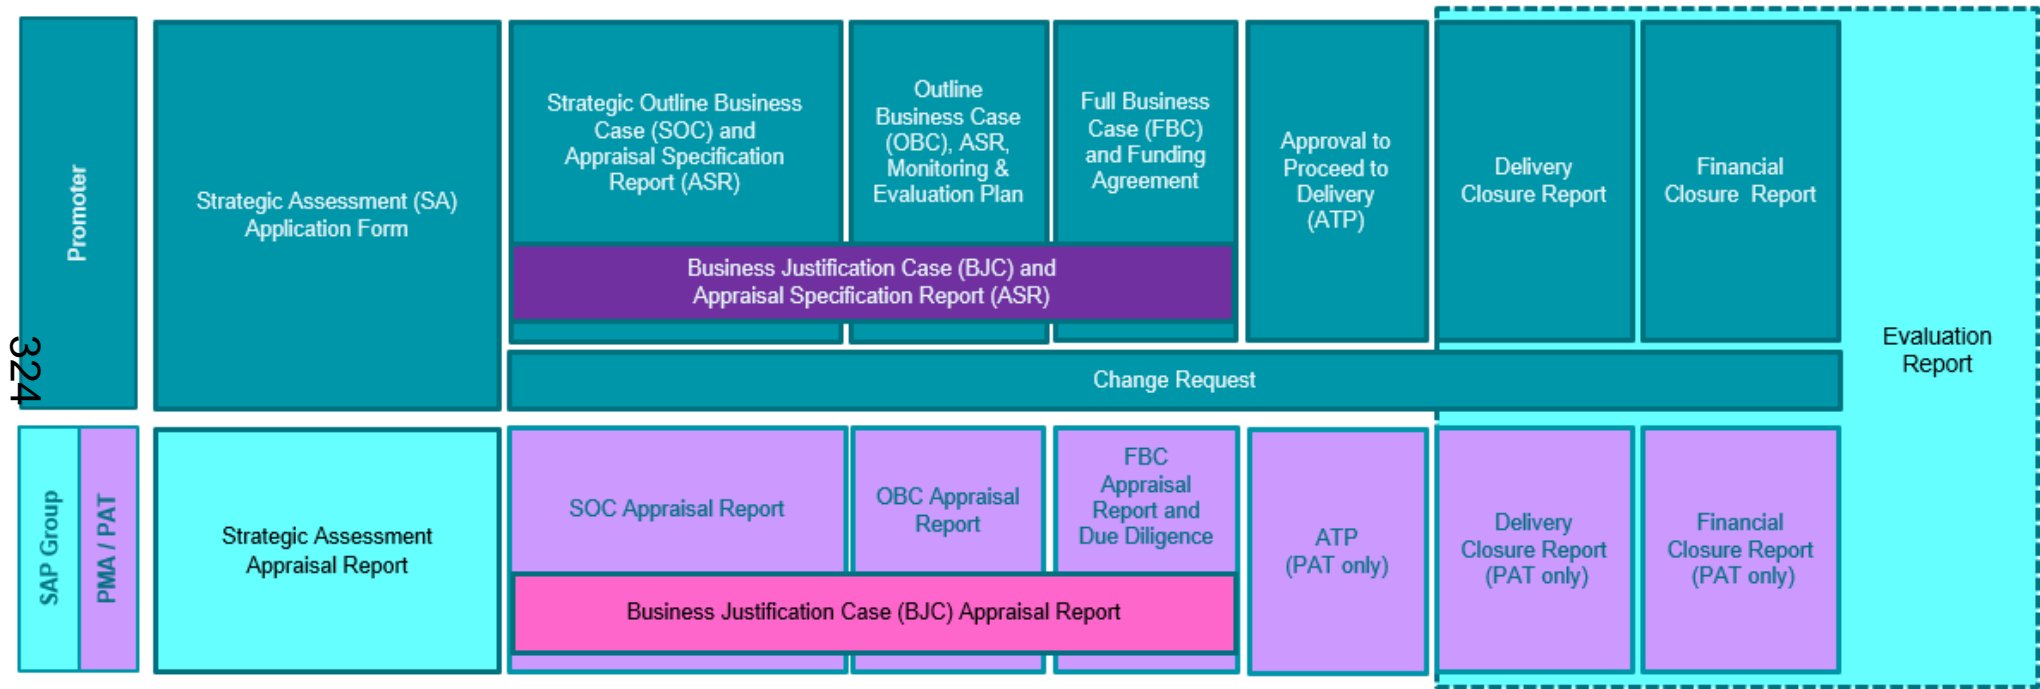 Promoter
Strategic Assessment (SA)
Application Form
Strategic Outline Business
Case (SOC) and
Appraisal Specification
Report (ASR)
Outline
Business Case
(OBC), ASR,
Monitoring &
Evaluation Plan
Full Business
Case (FBC)
and Funding
Agreement
Approval to
Proceed to
Delivery
(ATP)
Delivery
Closure Report
Financial
Closure Report
Business Justification Case (BJC) and
Appraisal Specification Report (ASR)
Change Request
Evaluation
Report
324
SAP Group
PMA / PAT
Strategic Assessment
Appraisal Report
SOC Appraisal Report
OBC Appraisal
Report
FBC
Appraisal
Report and
Due Diligence
ATP
(PAT only)
Delivery
Closure Report
(PAT only)
Financial
Closure Report
(PAT only)
Business Justification Case (BJC) Appraisal Report